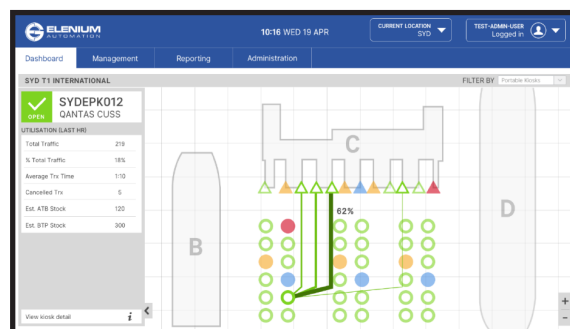 ELENIUM
AUTOMATION
10:16 WED 19 APR
CURRENT LOCATION
SYD
TEST-ADMIN-USER
Logged in
Dashboard Management Reporting Administration
SYD T1 INTERNATIONAL
FILTER BY Portable Kiosks
OPEN
SYDEPK012
QANTAS CUSS
UTILISATION (LAST HR)
Total Traffic 219
% Total Traffic 18%
Average Trx Time 1:10
Cancelled Trx 5
Est. ATB Stock 120
Est. BTP Stock 300
View kiosk detail i
B
C
62%
D
+
-